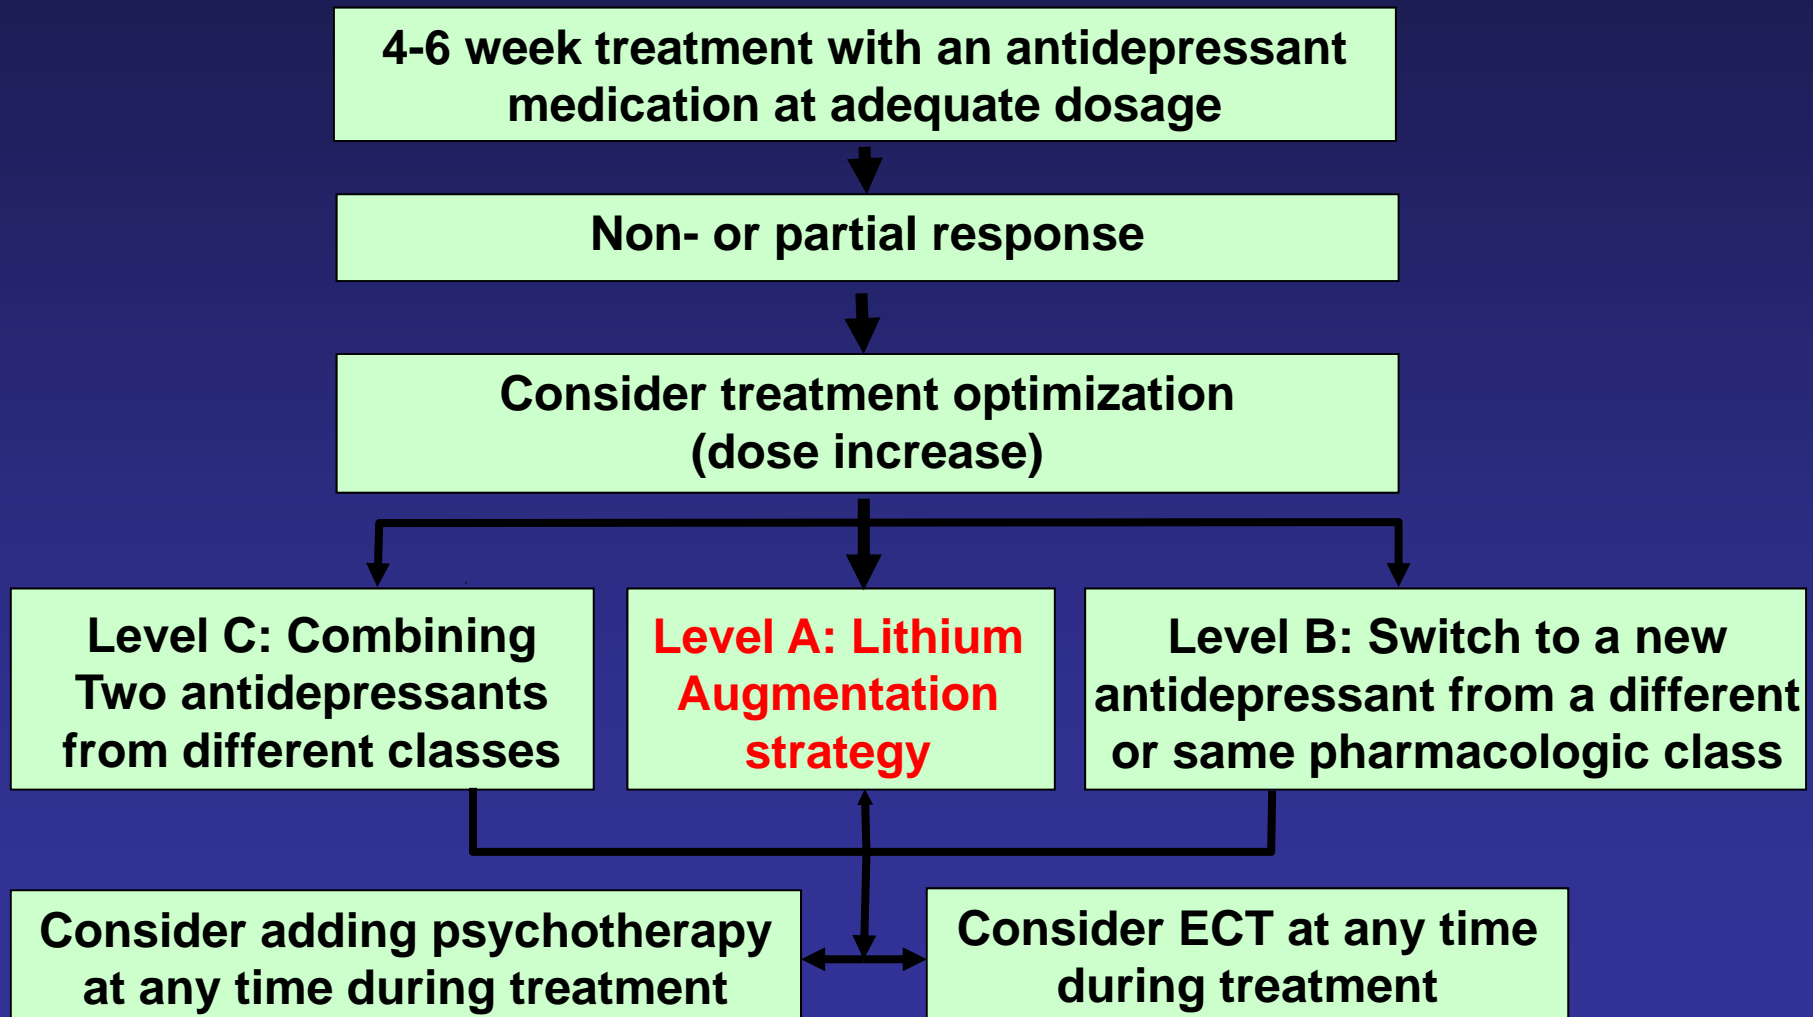 4-6 week treatment with an antidepressant
medication at adequate dosage
Non- or partial response
Consider treatment optimization
(dose increase)
Level C: Combining
Two antidepressants
from different classes
Level A: Lithium
Augmentation
strategy
Level B: Switch to a new
antidepressant from a different
or same pharmacologic class
Consider adding psychotherapy
at any time during treatment
Consider ECT at any time
during treatment